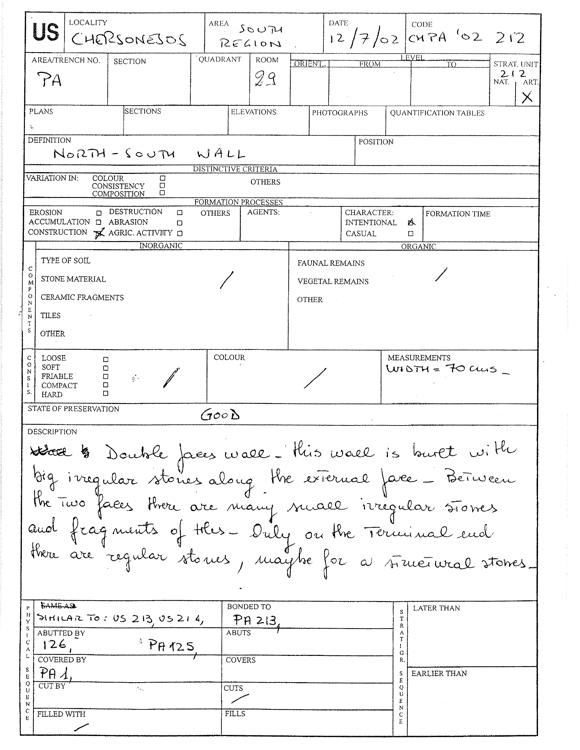 US
LOCALITY
CHERSONESOS
AREA SOUTH
REGION
DATE
12/7/02
CODE
CHPA '02 212
AREA/TRENCH NO.
PA
SECTION
QUADRANT
ROOM
29
LEVEL
ORIENT. FROM TO
STRAT. UNIT
212
NAT. ART.
X
PLANS
SECTIONS
ELEVATIONS
PHOTOGRAPHS
QUANTIFICATION TABLES
DEFINITION
NORTH-SOUTH WALL
POSITION
DISTINCTIVE CRITERIA
VARIATION IN: COLOUR
CONSISTENCY
COMPOSITION
OTHERS
FORMATION PROCESSES
EROSION DESTRUCTION OTHERS
ACCUMULATION ABRASION
CONSTRUCTION AGRIC. ACTIVITY
AGENTS:
CHARACTER:
INTENTIONAL
CASUAL
FORMATION TIME
COMPONENTS
INORGANIC
TYPE OF SOIL
STONE MATERIAL /
CERAMIC FRAGMENTS
TILES
OTHER
ORGANIC
FAUNAL REMAINS
VEGETAL REMAINS /
OTHER
CONSIS.
LOOSE
SOFT
FRIABLE
COMPACT
HARD
/
COLOUR
/
MEASUREMENTS
WIDTH = 70 cms _
STATE OF PRESERVATION
GOOD
DESCRIPTION
Double faces wall - this wall is buret with
big irregular stones along the external face - Between
the two faces there are many small irregular stones
and fragments of tiles - Only on the Terminal end
there are regular stones, maybe for a structural stones -
PHYSICAL SEQUENCE
SAME AS
SIMILAR TO: US 213, US 214,
BONDED TO
PA 213,
ABUTTED BY
126, PA 125,
ABUTS
COVERED BY
PA 1,
COVERS
CUT BY
CUTS
/
FILLED WITH
/
FILLS
STRATIGR. SEQUENCE
LATER THAN
EARLIER THAN